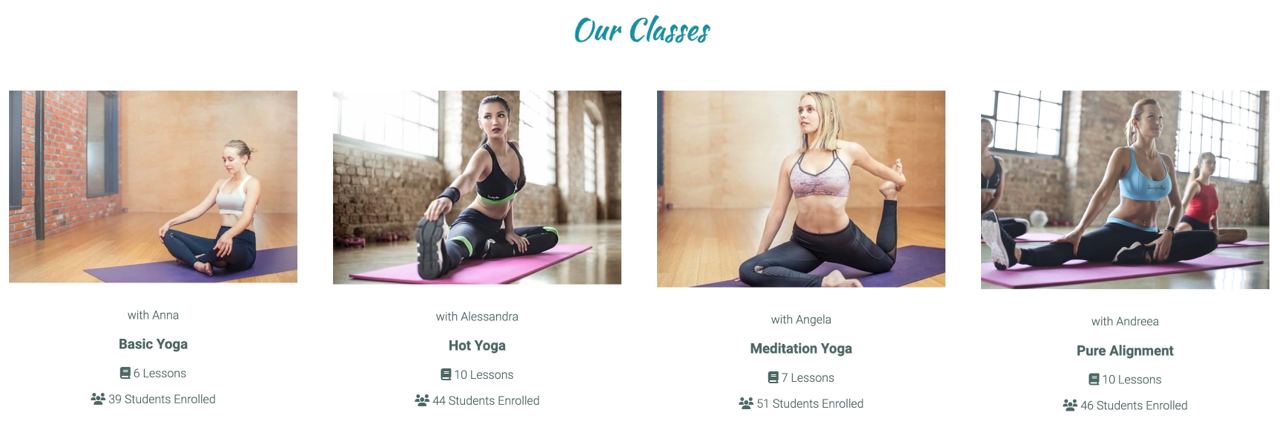 Our Classes
with Anna
Basic Yoga
6 Lessons
39 Students Enrolled
with Alessandra
Hot Yoga
10 Lessons
44 Students Enrolled
with Angela
Meditation Yoga
7 Lessons
51 Students Enrolled
with Andreea
Pure Alignment
10 Lessons
46 Students Enrolled